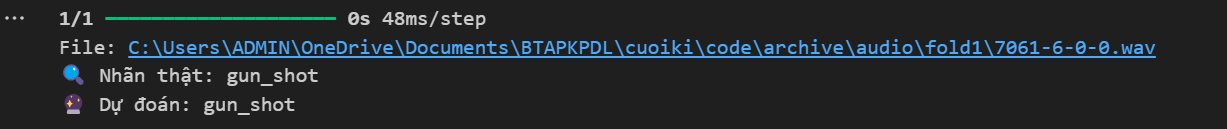 ... 1/1 ━━━━━━━━━━━━━━━━━━━━ 0s 48ms/step
File: C:\Users\ADMIN\OneDrive\Documents\BTAPKPDL\cuoiki\code\archive\audio\fold1\7061-6-0-0.wav
🔍 Nhãn thật: gun_shot
🔮 Dự đoán: gun_shot